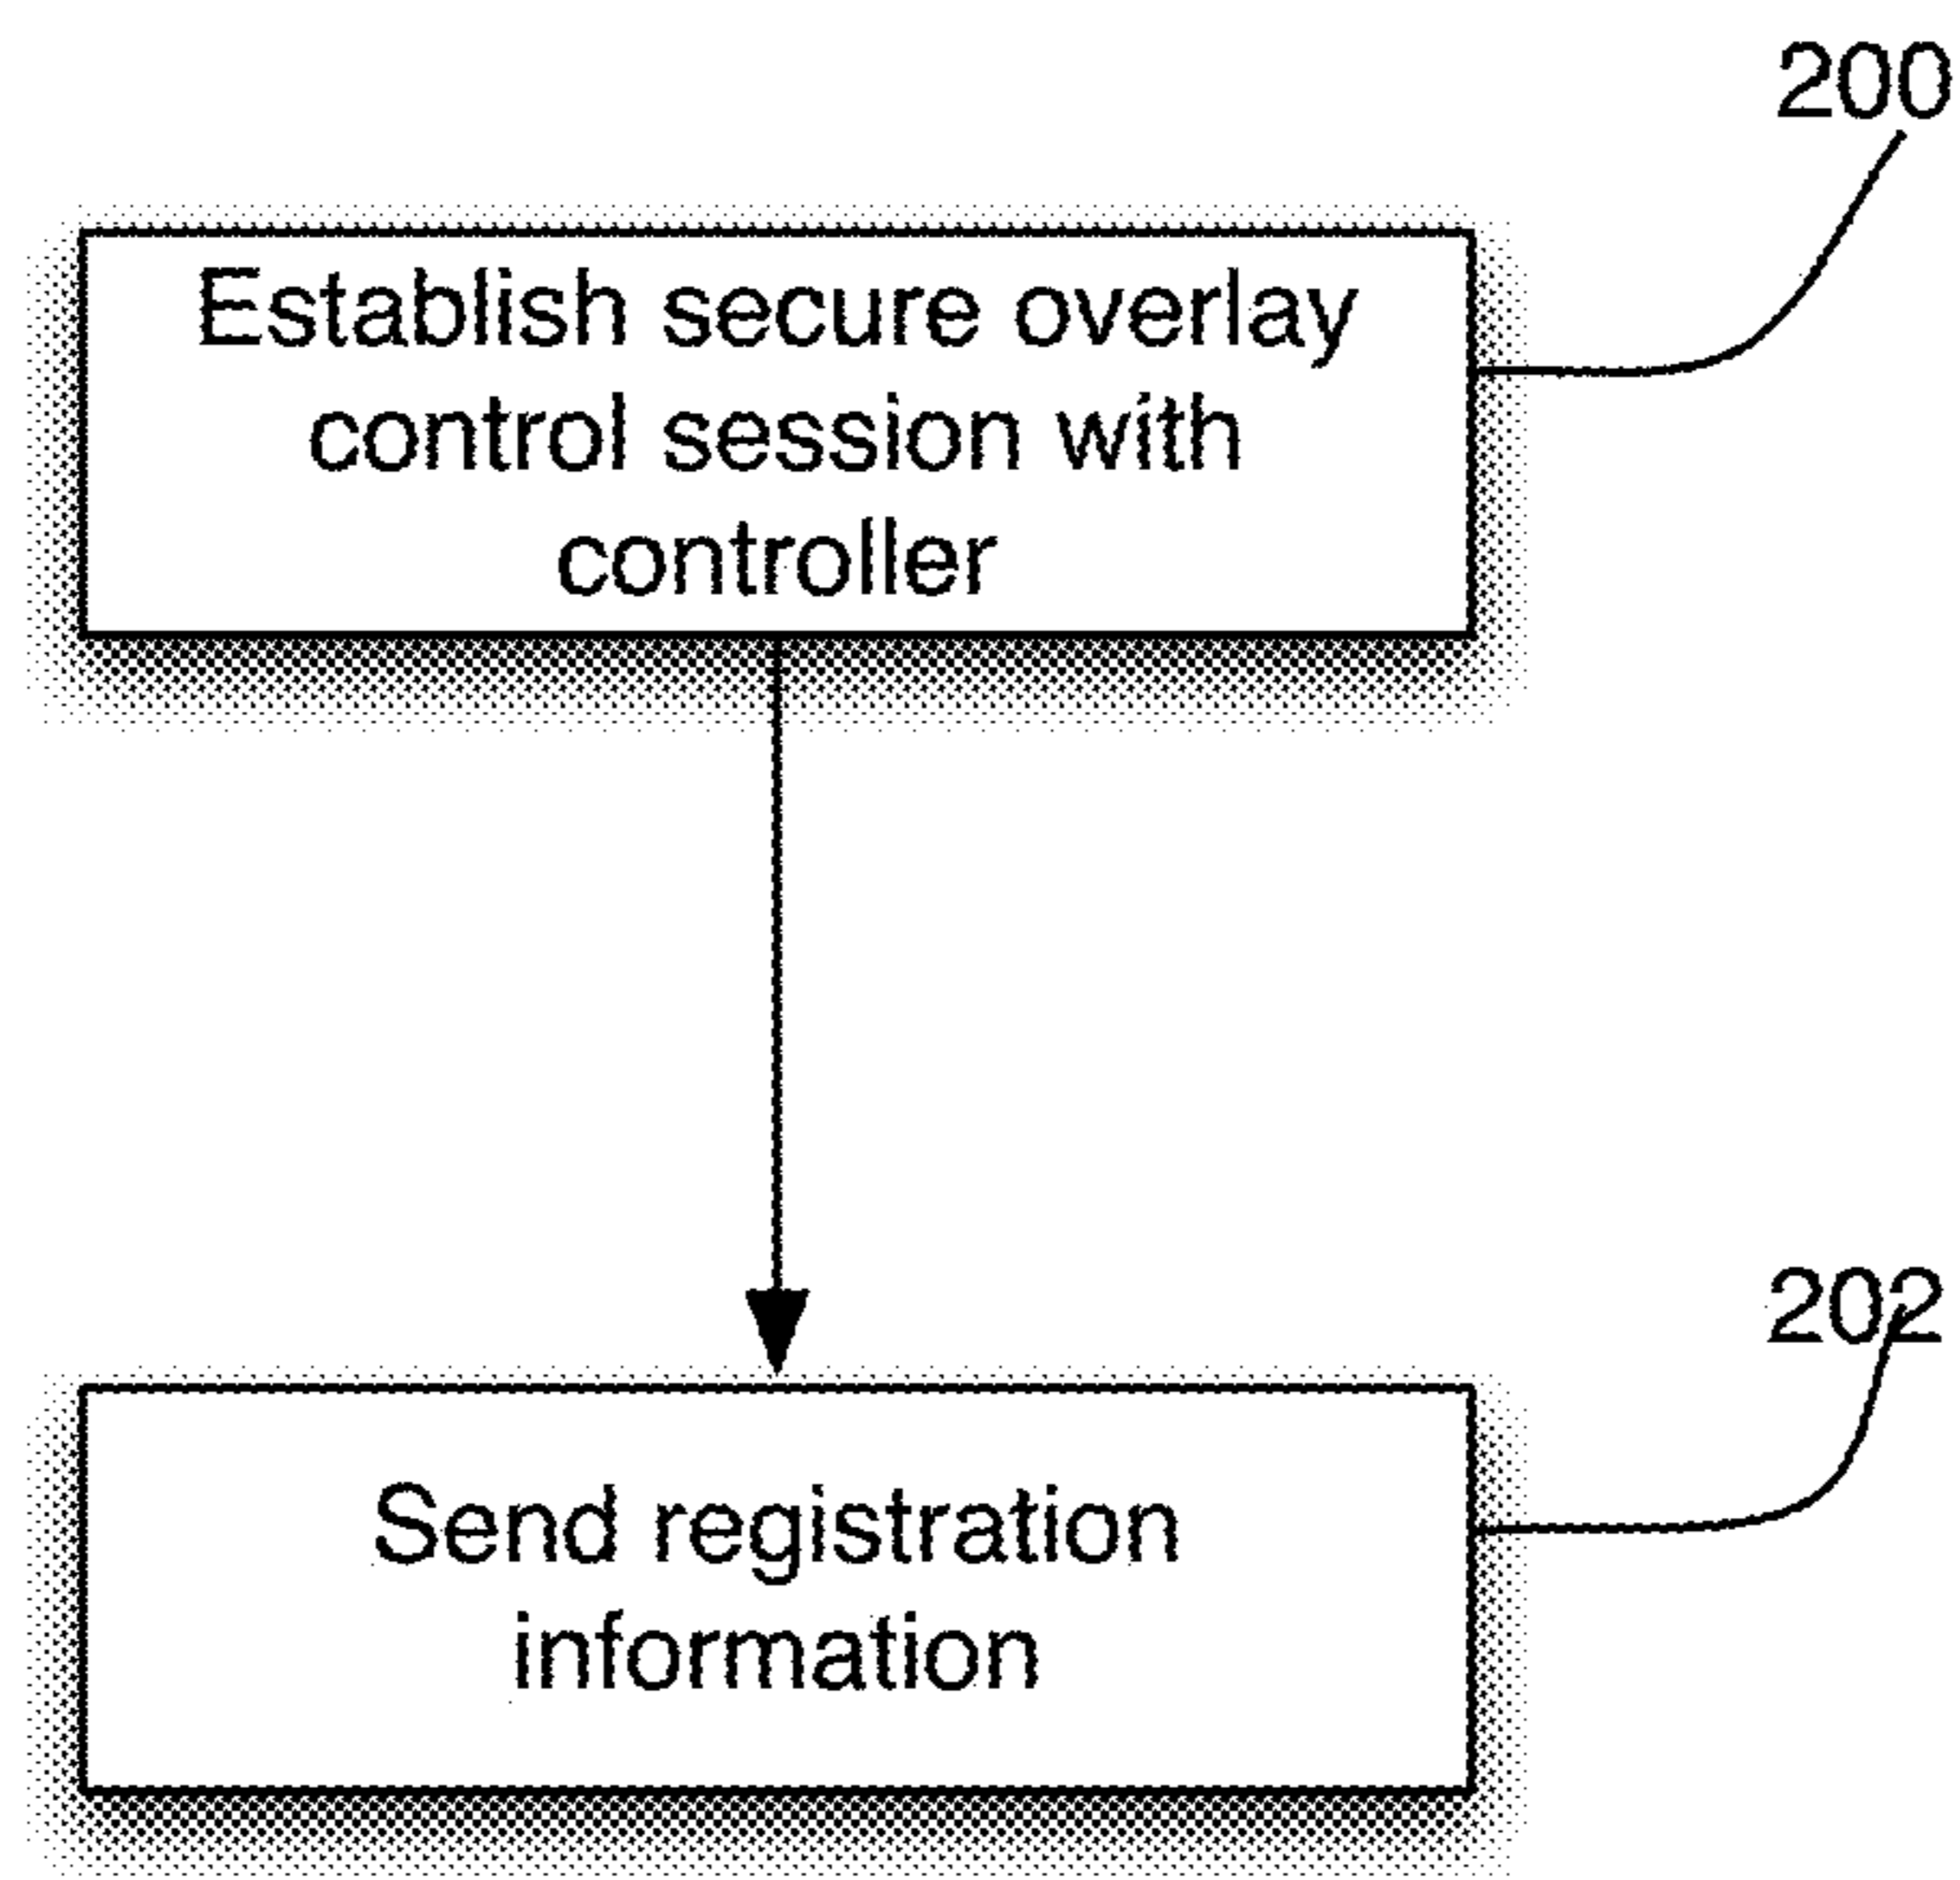 200
Establish secure overlay
control session with
controller
202
Send registration
information